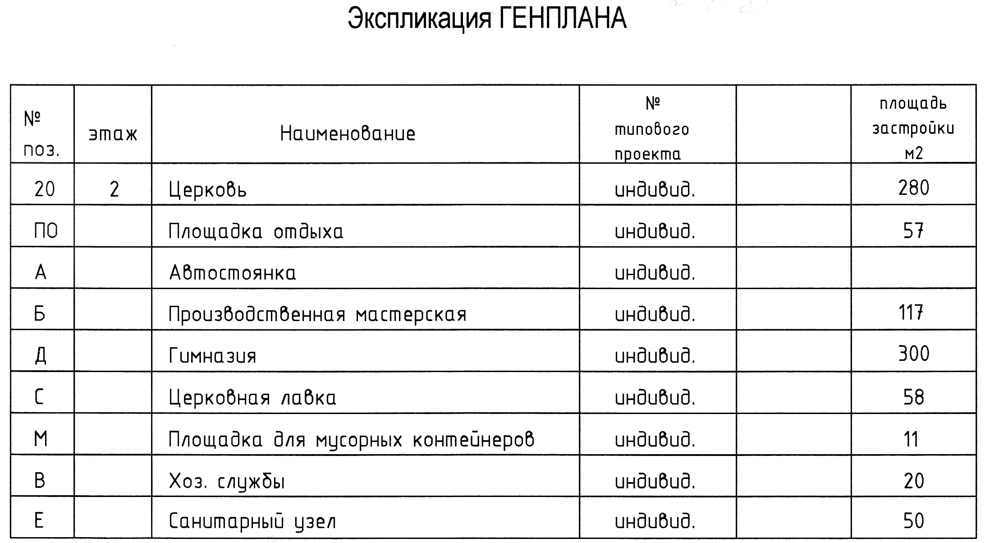 Экспликация ГЕНПЛАНА
№ поз. этаж Наименование № типового проекта площадь застройки м2
20 2 Церковь индивид. 280
ПО Площадка отдыха индивид. 57
А Автостоянка индивид.
Б Производственная мастерская индивид. 117
Д Гимназия индивид. 300
С Церковная лавка индивид. 58
М Площадка для мусорных контейнеров индивид. 11
В Хоз. службы индивид. 20
Е Санитарный узел индивид. 50